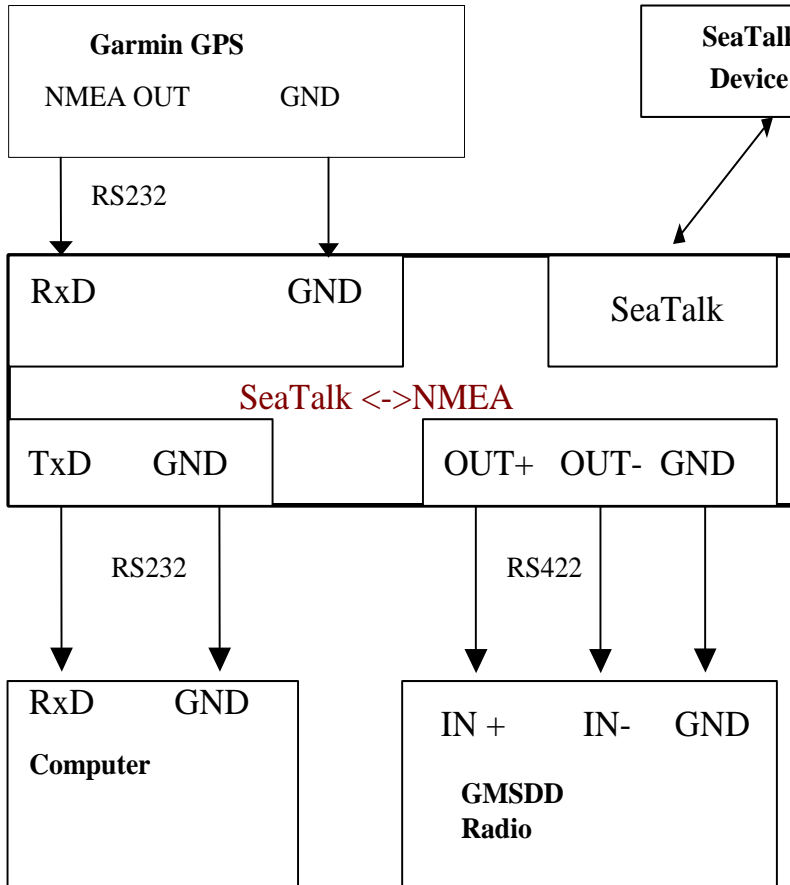 Garmin GPS
NMEA OUT GND
SeaTalk
Device
RS232
RxD GND
SeaTalk
SeaTalk <->NMEA
TxD GND
OUT+ OUT- GND
RS232
RS422
RxD GND
Computer
IN + IN- GND
GMSDD
Radio